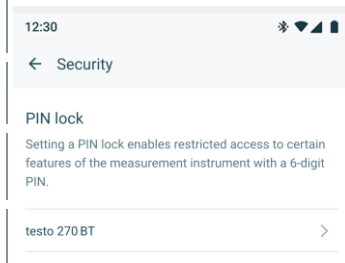 12:30
Security
PIN lock
Setting a PIN lock enables restricted access to certain
features of the measurement instrument with a 6-digit
PIN.
testo 270 BT